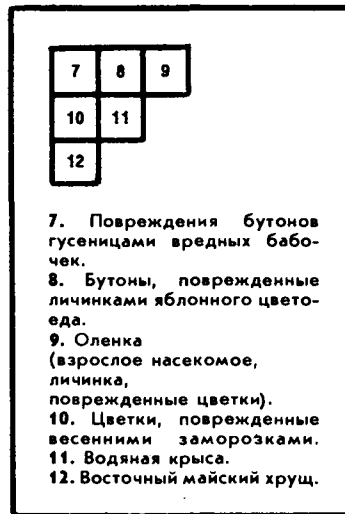 7 8 9
10 11
12
7. Повреждения бутонов
гусеницами вредных бабо-
чек.
8. Бутоны, поврежденные
личинками яблонного цвето-
еда.
9. Оленка
(взрослое насекомое,
личинка,
поврежденные цветки).
10. Цветки, поврежденные
весенними заморозками.
11. Водяная крыса.
12. Восточный майский хрущ.